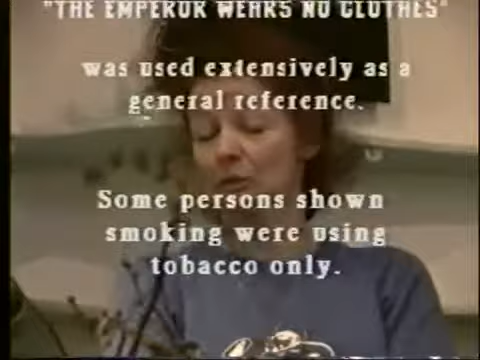 "THE EMPEROR WEARS NO CLOTHES"
was used extensively as a
general reference.
Some persons shown
smoking were using
tobacco only.